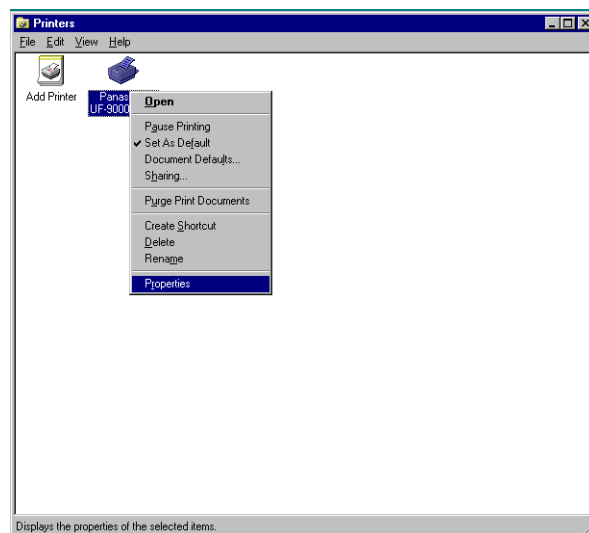 Printers
File Edit View Help
Add Printer
Panas
UF-9000
Open
Pause Printing
Set As Default
Document Defaults...
Sharing...
Purge Print Documents
Create Shortcut
Delete
Rename
Properties
Displays the properties of the selected items.